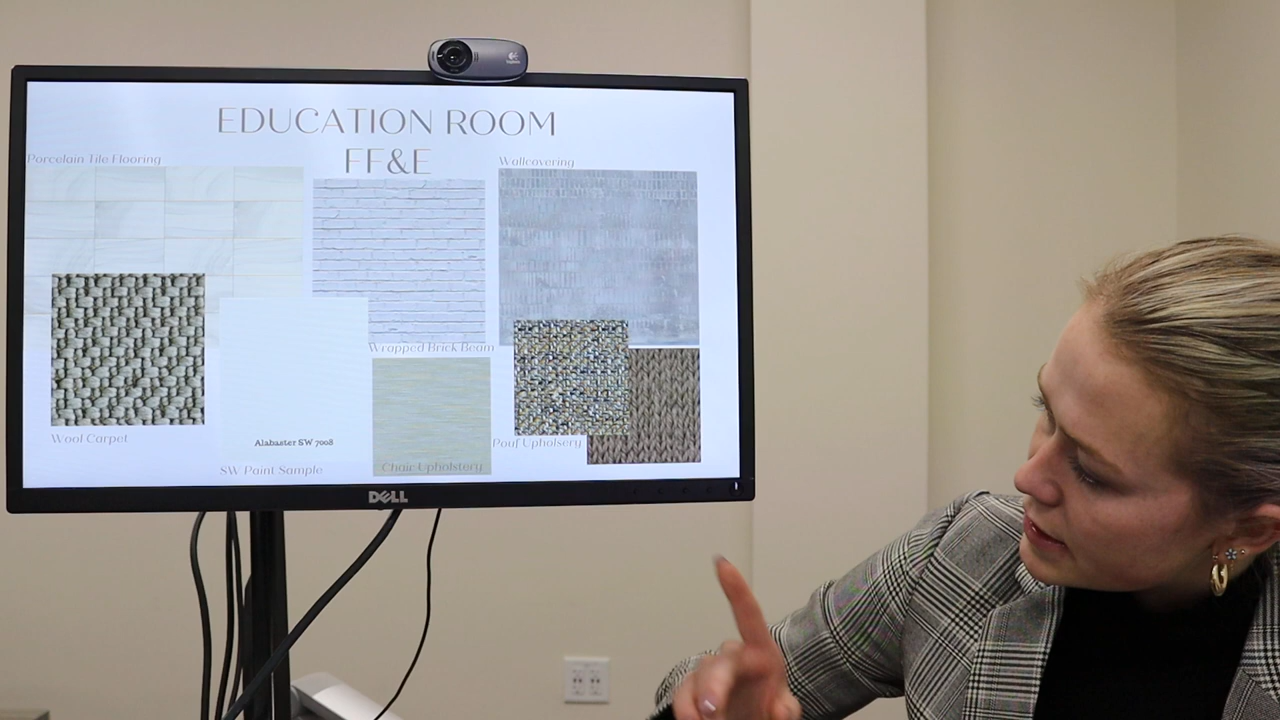 Logitech
EDUCATION ROOM
FF&E
Porcelain Tile Flooring
Wallcovering
Wrapped Brick Beam
Wool Carpet
Alabaster SW 7008
SW Paint Sample
Chair Upholstery
Pouf Upholsery
DELL